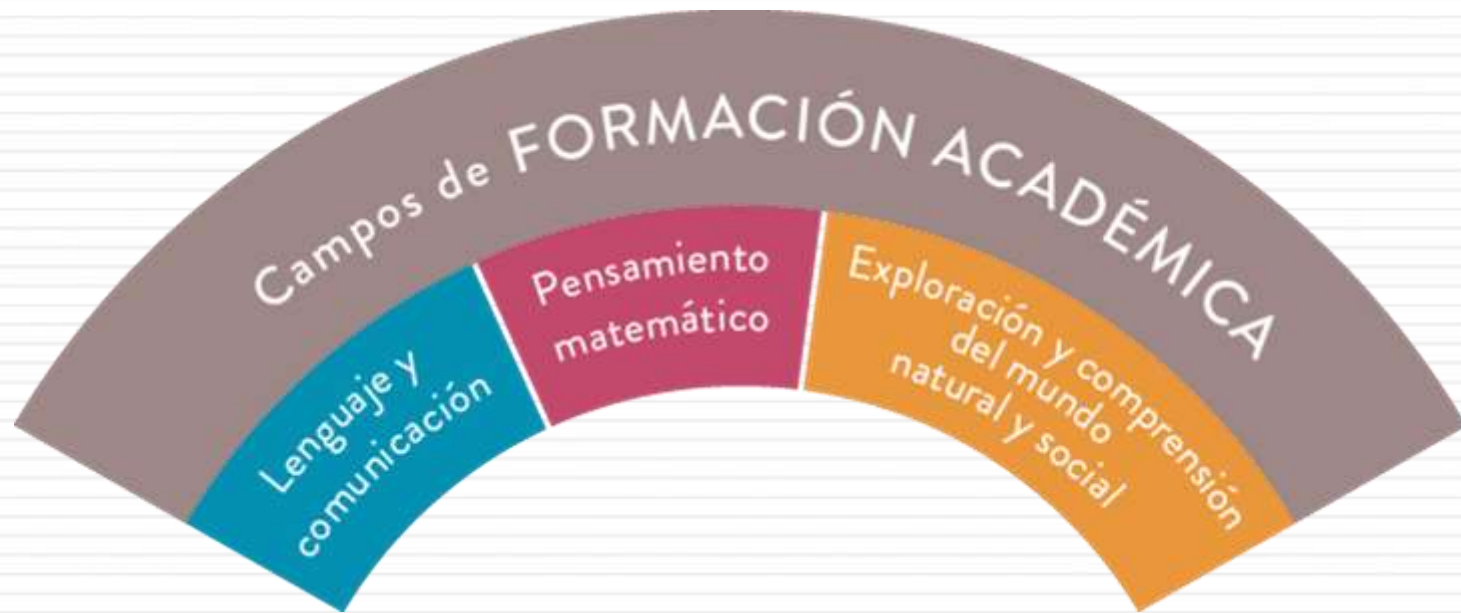 Campos de FORMACIÓN ACADÉMICA
Lenguaje y
comunicación
Pensamiento
matemático
Exploración y comprensión
del mundo
natural y social